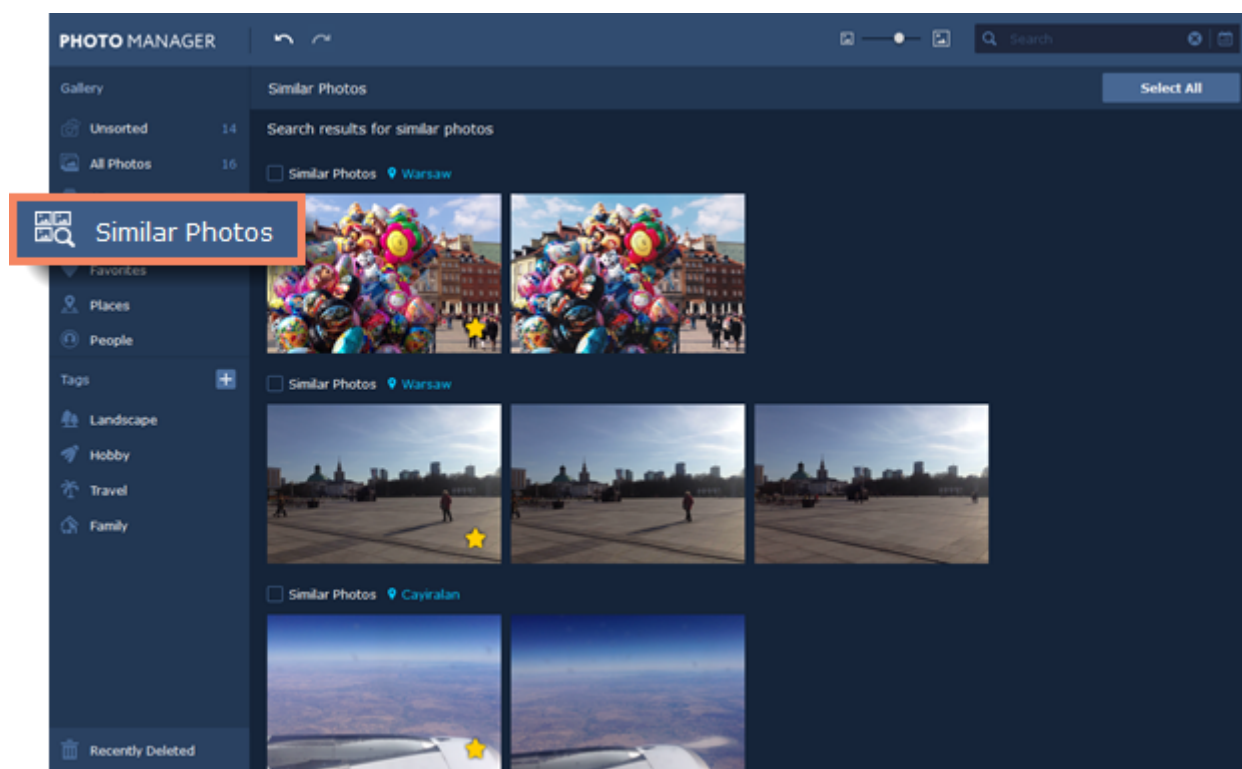 PHOTO MANAGER
Search
Gallery
Similar Photos
Select All
Unsorted 14
Search results for similar photos
All Photos 16
Similar Photos Warsaw
Similar Photos
Favorites
Places
People
Tags
Similar Photos Warsaw
Landscape
Hobby
Travel
Family
Similar Photos Cayiralan
Recently Deleted